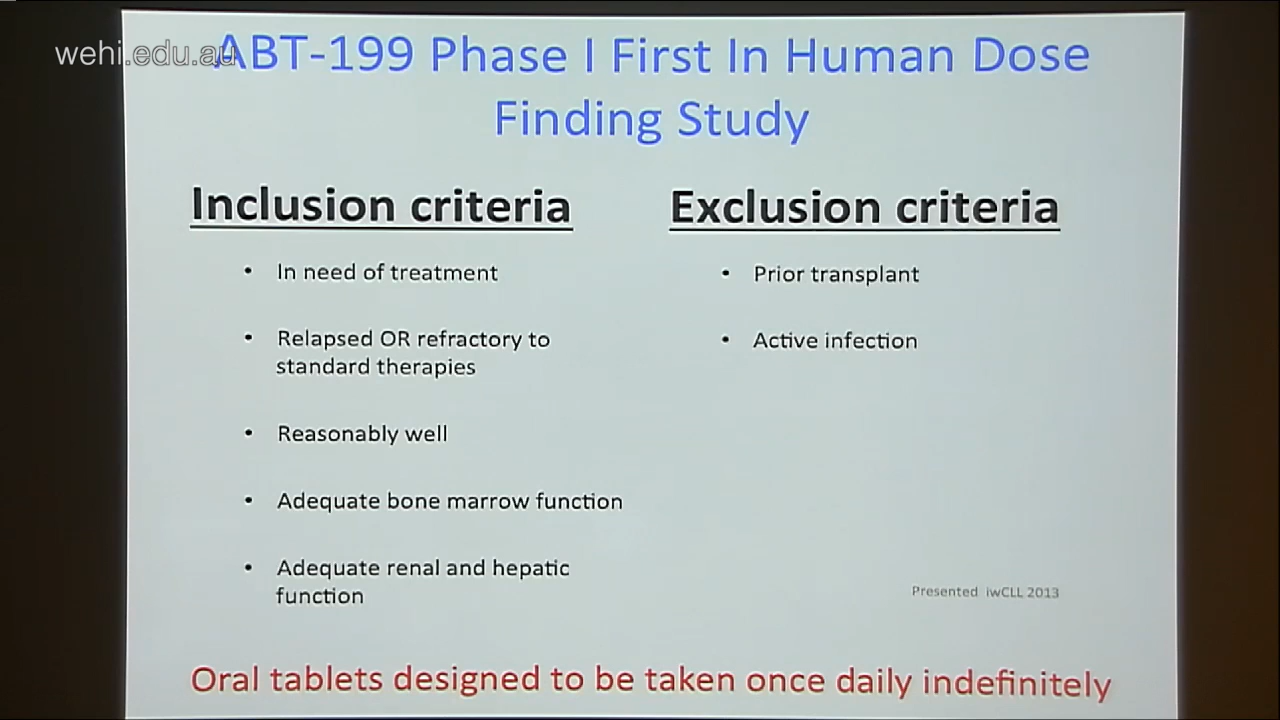 wehi.edu.au
ABT-199 Phase I First In Human Dose
Finding Study
Inclusion criteria
• In need of treatment
• Relapsed OR refractory to
standard therapies
• Reasonably well
• Adequate bone marrow function
• Adequate renal and hepatic
function
Exclusion criteria
• Prior transplant
• Active infection
Presented iwCLL 2013
Oral tablets designed to be taken once daily indefinitely